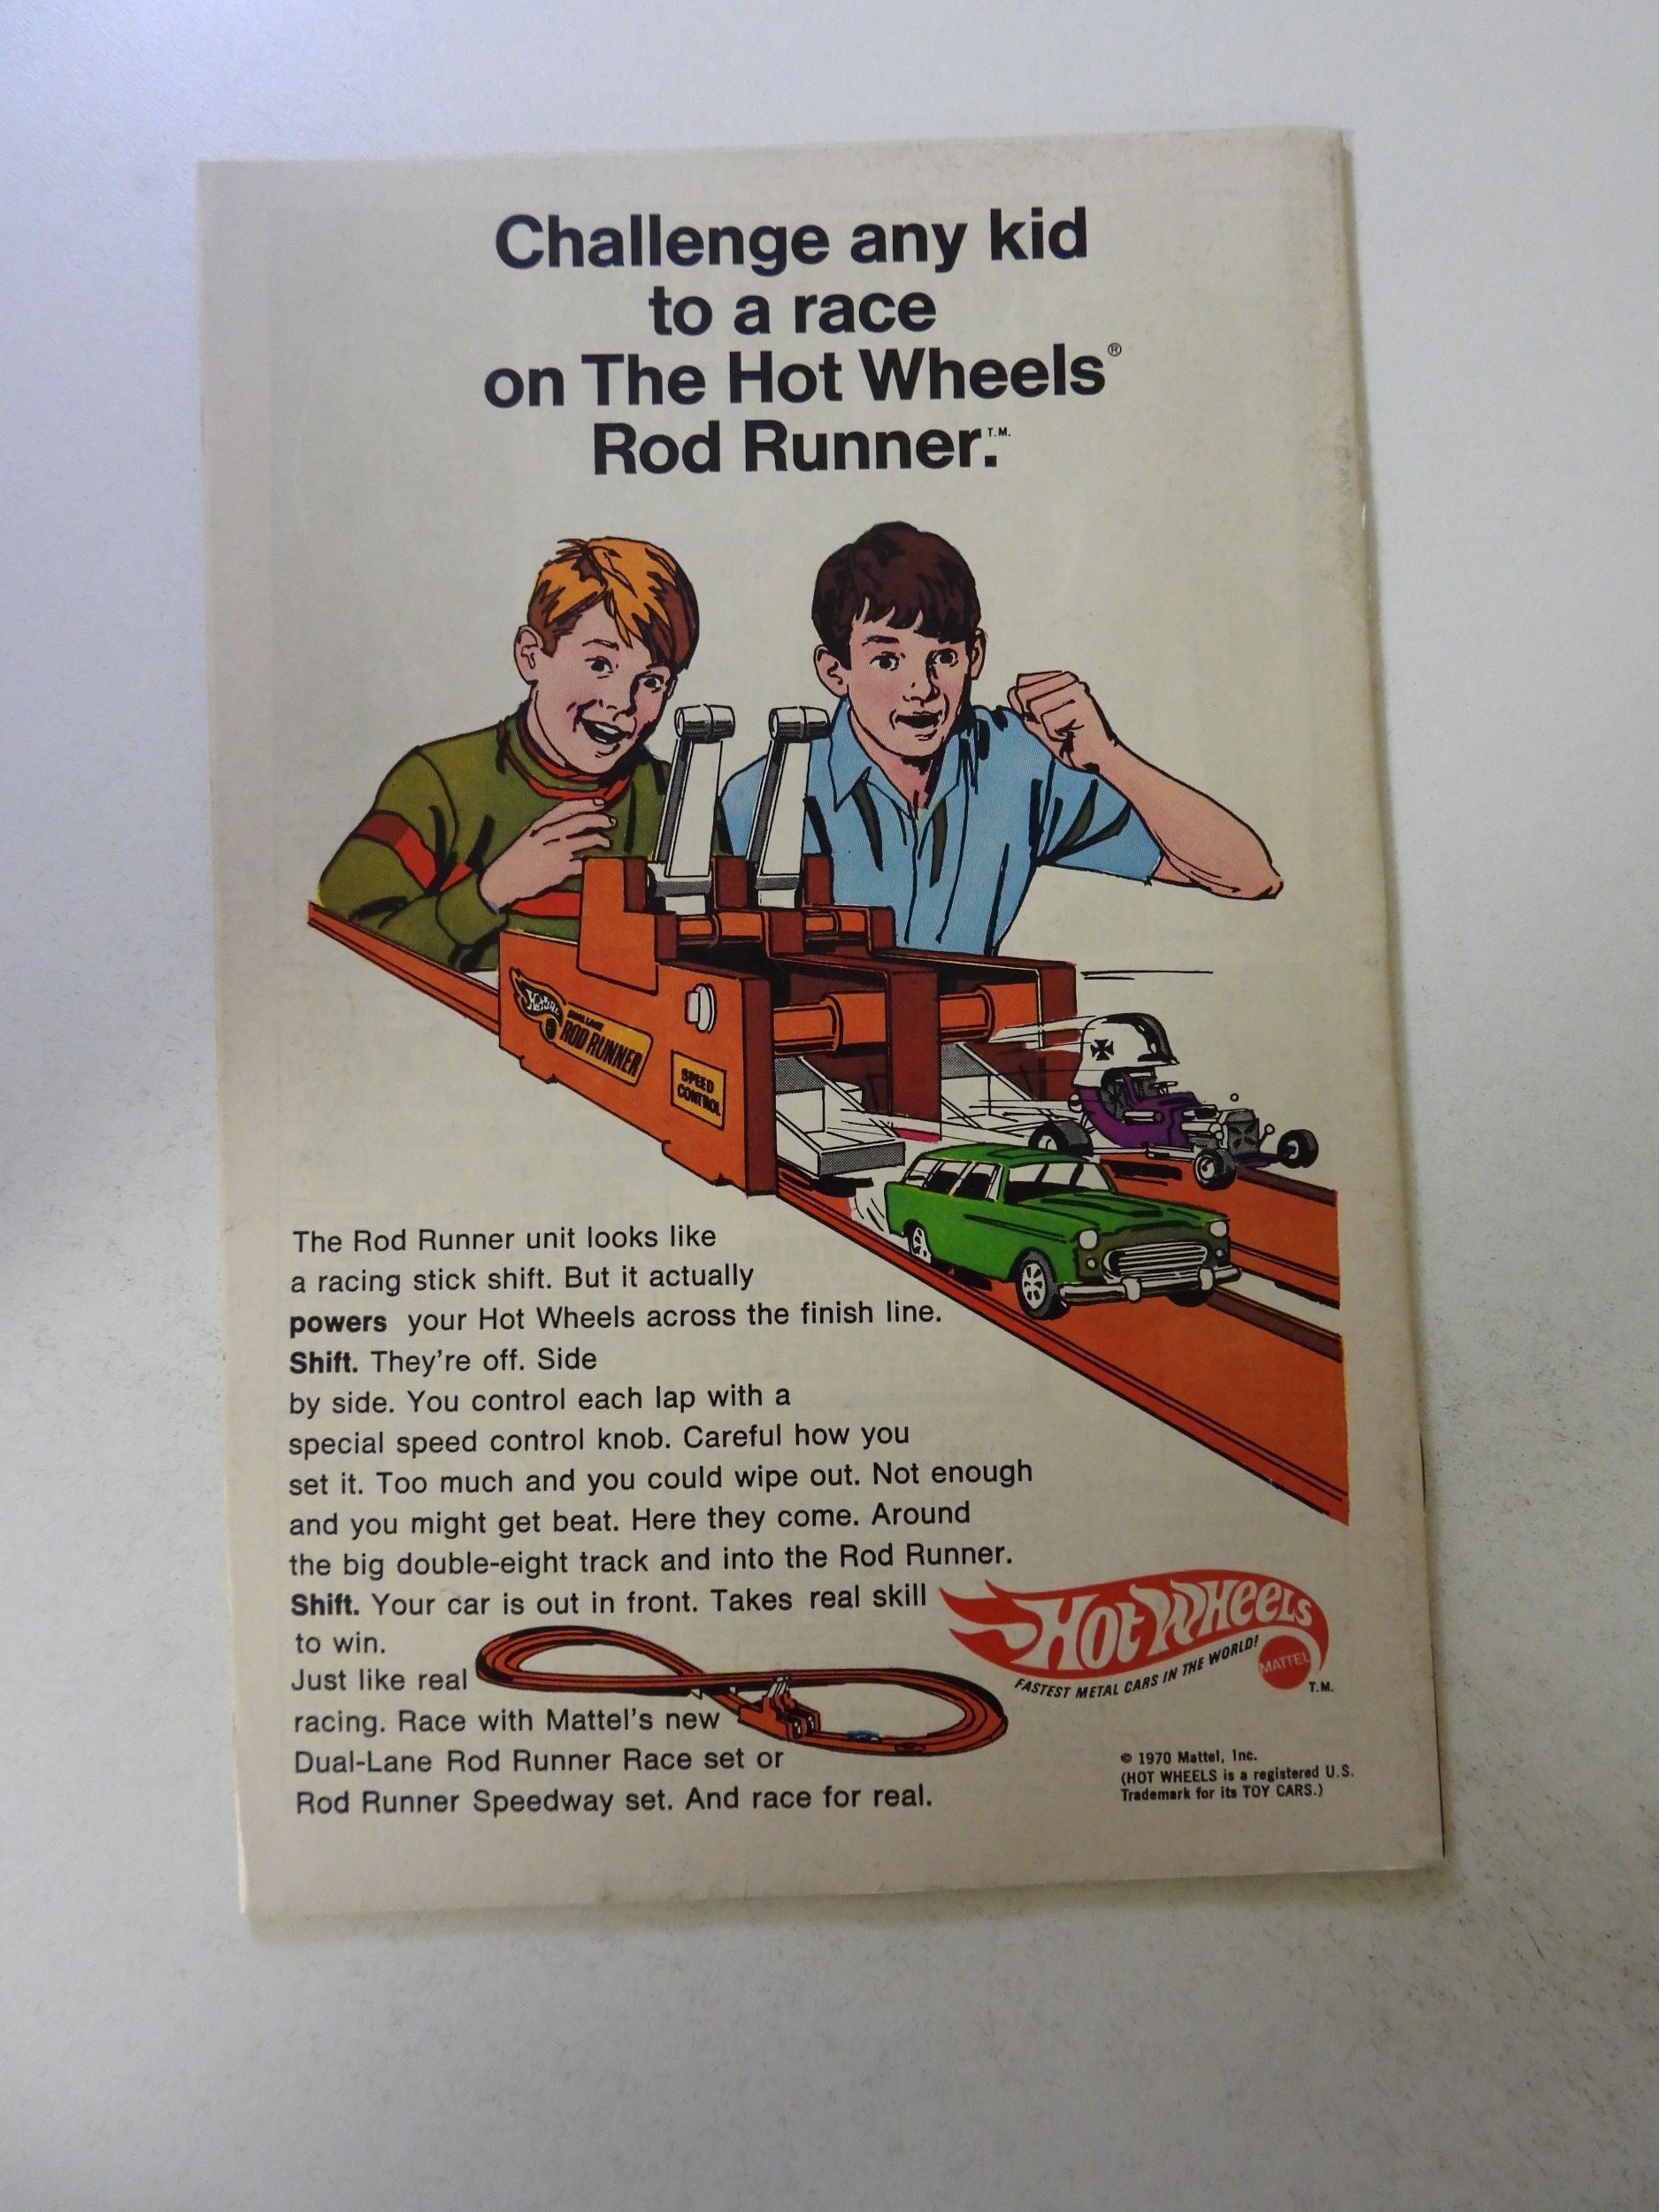 Challenge any kid
to a race
on The Hot Wheels®
Rod Runner.T.M.
Hot Wheels
DUAL LANE
ROD RUNNER
SPEED
CONTROL
The Rod Runner unit looks like
a racing stick shift. But it actually
powers your Hot Wheels across the finish line.
Shift. They're off. Side
by side. You control each lap with a
special speed control knob. Careful how you
set it. Too much and you could wipe out. Not enough
and you might get beat. Here they come. Around
the big double-eight track and into the Rod Runner.
Shift. Your car is out in front. Takes real skill
to win.
Just like real
racing. Race with Mattel's new
Dual-Lane Rod Runner Race set or
Rod Runner Speedway set. And race for real.
HOT WHEELS
FASTEST METAL CARS IN THE WORLD!
MATTEL
T.M.
© 1970 Mattel, Inc.
(HOT WHEELS is a registered U.S.
Trademark for its TOY CARS.)